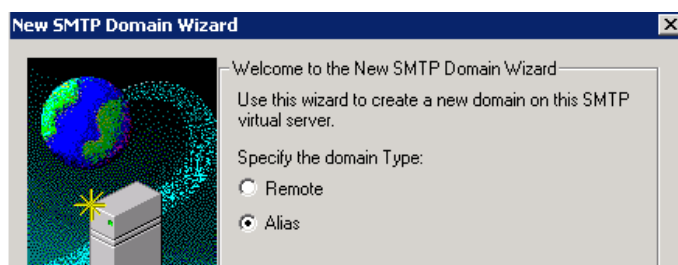 New SMTP Domain Wizard
Welcome to the New SMTP Domain Wizard
Use this wizard to create a new domain on this SMTP
virtual server.
Specify the domain Type:
Remote
Alias